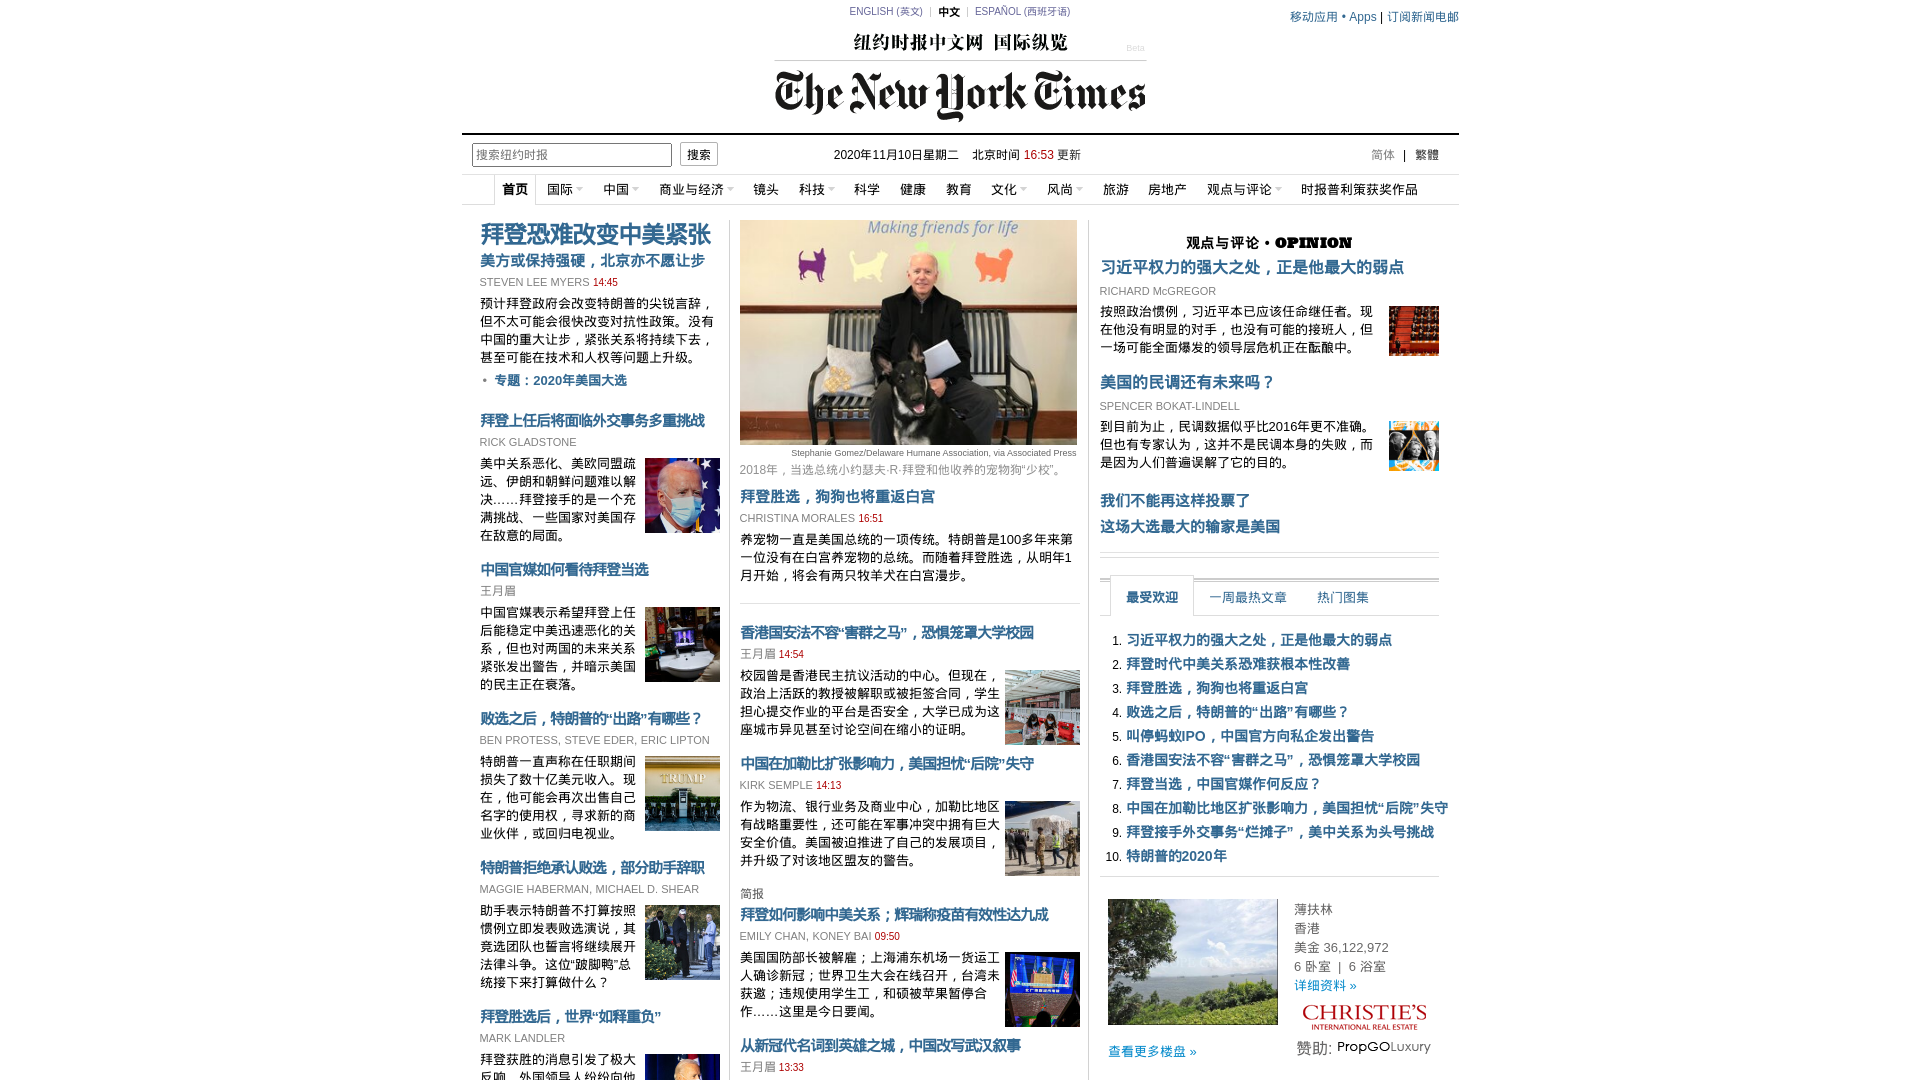 ENGLISH (英文) 中文 ESPAÑOL (西班牙语)
移动应用 • Apps | 订阅新闻电邮
纽约时报中文网 国际纵览
Beta
The New York Times
搜索纽约时报 搜索 2020年11月10日星期二 北京时间 16:53 更新 简体 | 繁體
首页 国际 中国 商业与经济 镜头 科技 科学 健康 教育 文化 风尚 旅游 房地产 观点与评论 时报普利策获奖作品
拜登恐难改变中美紧张
美方或保持强硬，北京亦不愿让步
STEVEN LEE MYERS 14:45
预计拜登政府会改变特朗普的尖锐言辞，
但不太可能会很快改变对抗性政策。没有
中国的重大让步，紧张关系将持续下去，
甚至可能在技术和人权等问题上升级。
• 专题：2020年美国大选
拜登上任后将面临外交事务多重挑战
RICK GLADSTONE
美中关系恶化、美欧同盟疏
远、伊朗和朝鲜问题难以解
决……拜登接手的是一个充
满挑战、一些国家对美国存
在敌意的局面。
中国官媒如何看待拜登当选
王月眉
中国官媒表示希望拜登上任
后能稳定中美迅速恶化的关
系，但也对两国的未来关系
紧张发出警告，并暗示美国
的民主正在衰落。
败选之后，特朗普的“出路”有哪些？
BEN PROTESS, STEVE EDER, ERIC LIPTON
特朗普一直声称在任职期间
损失了数十亿美元收入。现
在，他可能会再次出售自己
名字的使用权，寻求新的商
业伙伴，或回归电视业。
TRUMP
特朗普拒绝承认败选，部分助手辞职
MAGGIE HABERMAN, MICHAEL D. SHEAR
助手表示特朗普不打算按照
惯例立即发表败选演说，其
竞选团队也誓言将继续展开
法律斗争。这位“跛脚鸭”总
统接下来打算做什么？
拜登胜选后，世界“如释重负”
MARK LANDLER
拜登获胜的消息引发了极大
反响，外国领导人纷纷向他
Making friends for life
Stephanie Gomez/Delaware Humane Association, via Associated Press
2018年，当选总统小约瑟夫·R·拜登和他收养的宠物狗“少校”。
拜登胜选，狗狗也将重返白宫
CHRISTINA MORALES 16:51
养宠物一直是美国总统的一项传统。特朗普是100多年来第
一位没有在白宫养宠物的总统。而随着拜登胜选，从明年1
月开始，将会有两只牧羊犬在白宫漫步。
香港国安法不容“害群之马”，恐惧笼罩大学校园
王月眉 14:54
校园曾是香港民主抗议活动的中心。但现在，
政治上活跃的教授被解职或被拒签合同，学生
担心提交作业的平台是否安全，大学已成为这
座城市异见甚至讨论空间在缩小的证明。
中国在加勒比扩张影响力，美国担忧“后院”失守
KIRK SEMPLE 14:13
作为物流、银行业务及商业中心，加勒比地区
有战略重要性，还可能在军事冲突中拥有巨大
安全价值。美国被迫推进了自己的发展项目，
并升级了对该地区盟友的警告。
简报
拜登如何影响中美关系；辉瑞称疫苗有效性达九成
EMILY CHAN, KONEY BAI 09:50
美国国防部长被解雇；上海浦东机场一货运工
人确诊新冠；世界卫生大会在线召开，台湾未
获邀；违规使用学生工，和硕被苹果暂停合
作……这里是今日要闻。
从新冠代名词到英雄之城，中国改写武汉叙事
王月眉 13:33
观点与评论 • OPINION
习近平权力的强大之处，正是他最大的弱点
RICHARD McGREGOR
按照政治惯例，习近平本已应该任命继任者。现
在他没有明显的对手，也没有可能的接班人，但
一场可能全面爆发的领导层危机正在酝酿中。
美国的民调还有未来吗？
SPENCER BOKAT-LINDELL
到目前为止，民调数据似乎比2016年更不准确。
但也有专家认为，这并不是民调本身的失败，而
是因为人们普遍误解了它的目的。
我们不能再这样投票了
这场大选最大的输家是美国
最受欢迎 一周最热文章 热门图集
1. 习近平权力的强大之处，正是他最大的弱点
2. 拜登时代中美关系恐难获根本性改善
3. 拜登胜选，狗狗也将重返白宫
4. 败选之后，特朗普的“出路”有哪些？
5. 叫停蚂蚁IPO，中国官方向私企发出警告
6. 香港国安法不容“害群之马”，恐惧笼罩大学校园
7. 拜登当选，中国官媒作何反应？
8. 中国在加勒比地区扩张影响力，美国担忧“后院”失守
9. 拜登接手外交事务“烂摊子”，美中关系为头号挑战
10. 特朗普的2020年
薄扶林
香港
美金 36,122,972
6 卧室 | 6 浴室
详细资料 »
CHRISTIE'S
INTERNATIONAL REAL ESTATE
查看更多楼盘 »
赞助: PropGOLuxury